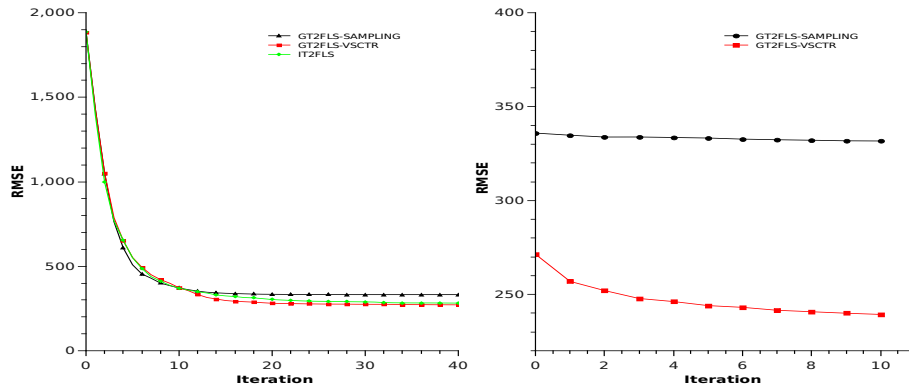 2,000
1,500
1,000
500
0
RMSE
GT2FLS-SAMPLING
GT2FLS-VSCTR
IT2FLS
0
10
20
30
40
Iteration
400
350
300
250
RMSE
GT2FLS-SAMPLING
GT2FLS-VSCTR
0
2
4
6
8
10
Iteration